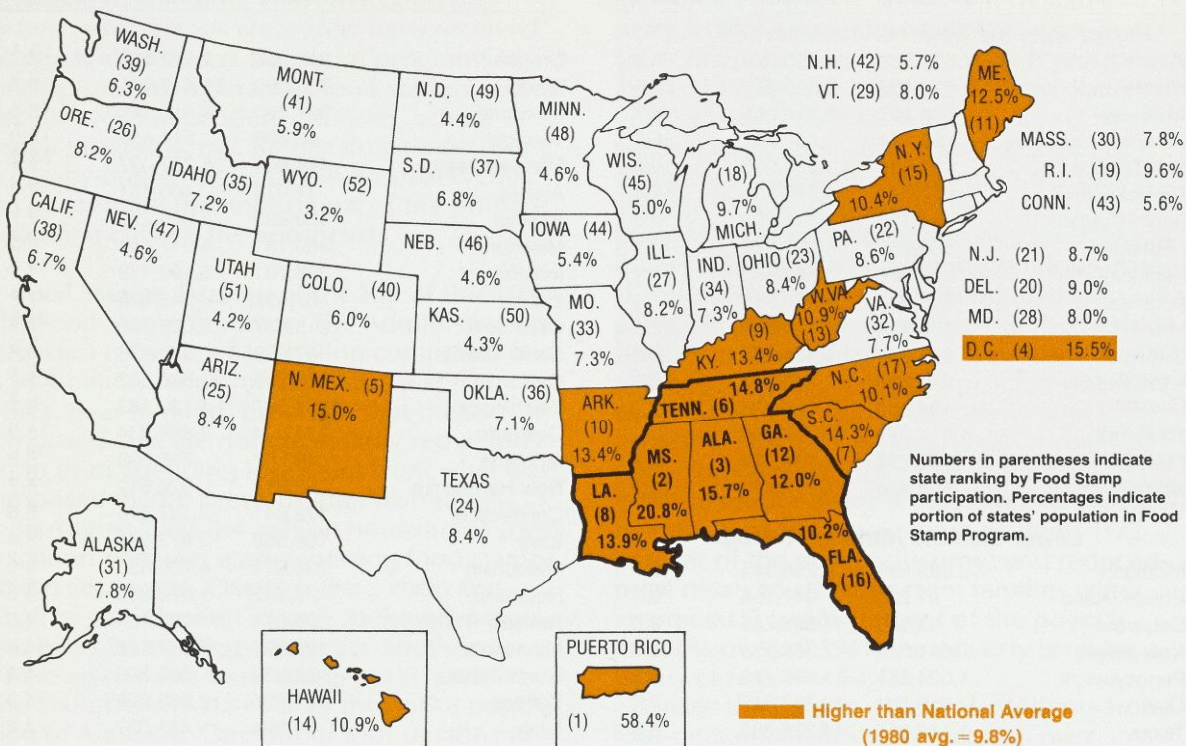 WASH.
(39)
6.3%
MONT.
(41)
5.9%
N.D. (49)
4.4%
MINN.
(48)
4.6%
N.H. (42) 5.7%
VT. (29) 8.0%
ME.
12.5%
(11)
ORE. (26)
8.2%
IDAHO (35)
7.2%
WYO. (52)
3.2%
S.D. (37)
6.8%
WIS.
(45)
5.0%
(18)
9.7%
MICH.
N.Y.
(15)
10.4%
MASS. (30) 7.8%
R.I. (19) 9.6%
CONN. (43) 5.6%
CALIF.
(38)
6.7%
NEV. (47)
4.6%
UTAH
(51)
4.2%
COLO. (40)
6.0%
NEB. (46)
4.6%
IOWA (44)
5.4%
ILL.
(27)
8.2%
IND.
(34)
7.3%
OHIO (23)
8.4%
PA. (22)
8.6%
N.J. (21) 8.7%
DEL. (20) 9.0%
MD. (28) 8.0%
D.C. (4) 15.5%
KAS. (50)
4.3%
MO.
(33)
7.3%
W.VA.
10.9%
(13)
VA.
(32)
7.7%
(9)
KY. 13.4%
ARIZ.
(25)
8.4%
N. MEX. (5)
15.0%
OKLA. (36)
7.1%
ARK.
(10)
13.4%
14.8%
TENN. (6)
N.C. (17)
10.1%
S.C.
14.3%
(7)
TEXAS
(24)
8.4%
LA.
(8)
13.9%
MS.
(2)
20.8%
ALA.
(3)
15.7%
GA.
(12)
12.0%
10.2%
FLA.
(16)
Numbers in parentheses indicate
state ranking by Food Stamp
participation. Percentages indicate
portion of states' population in Food
Stamp Program.
ALASKA
(31)
7.8%
HAWAII
(14) 10.9%
PUERTO RICO
(1) 58.4%
Higher than National Average
(1980 avg. = 9.8%)